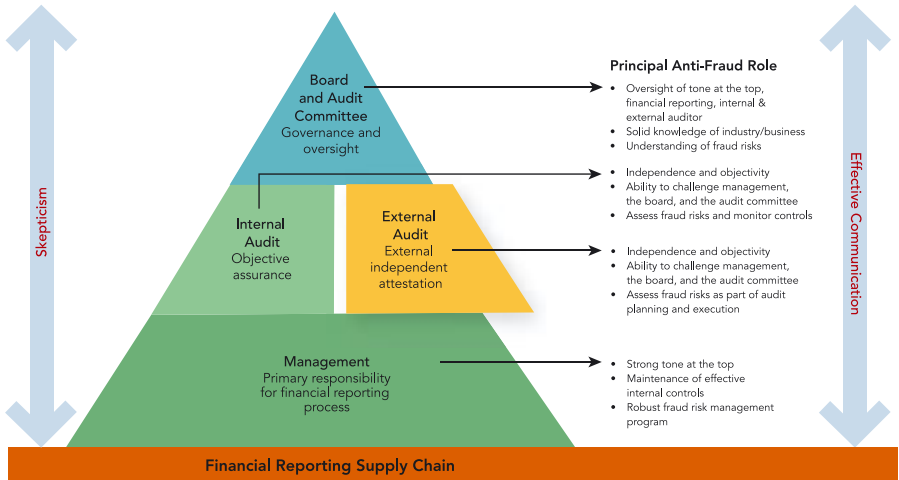 Skepticism
Board
and Audit
Committee
Governance and
oversight
Internal
Audit
Objective
assurance
External
Audit
External
independent
attestation
Management
Primary responsibility
for financial reporting
process
Principal Anti-Fraud Role
• Oversight of tone at the top,
financial reporting, internal &
external auditor
• Solid knowledge of industry/business
• Understanding of fraud risks
• Independence and objectivity
• Ability to challenge management,
the board, and the audit committee
• Assess fraud risks and monitor controls
• Independence and objectivity
• Ability to challenge management,
the board, and the audit committee
• Assess fraud risks as part of audit
planning and execution
• Strong tone at the top
• Maintenance of effective
internal controls
• Robust fraud risk management
program
Effective Communication
Financial Reporting Supply Chain